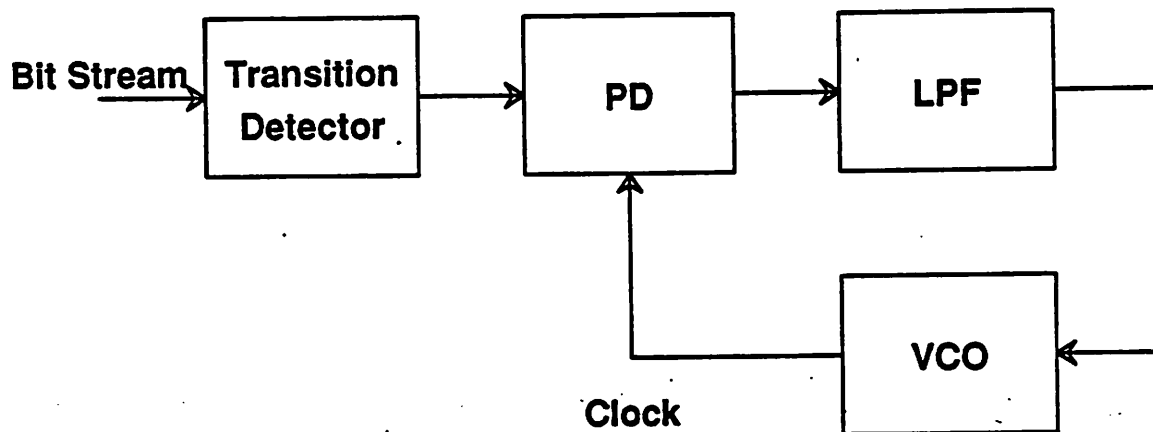 Bit Stream
Transition
Detector
PD
LPF
VCO
Clock